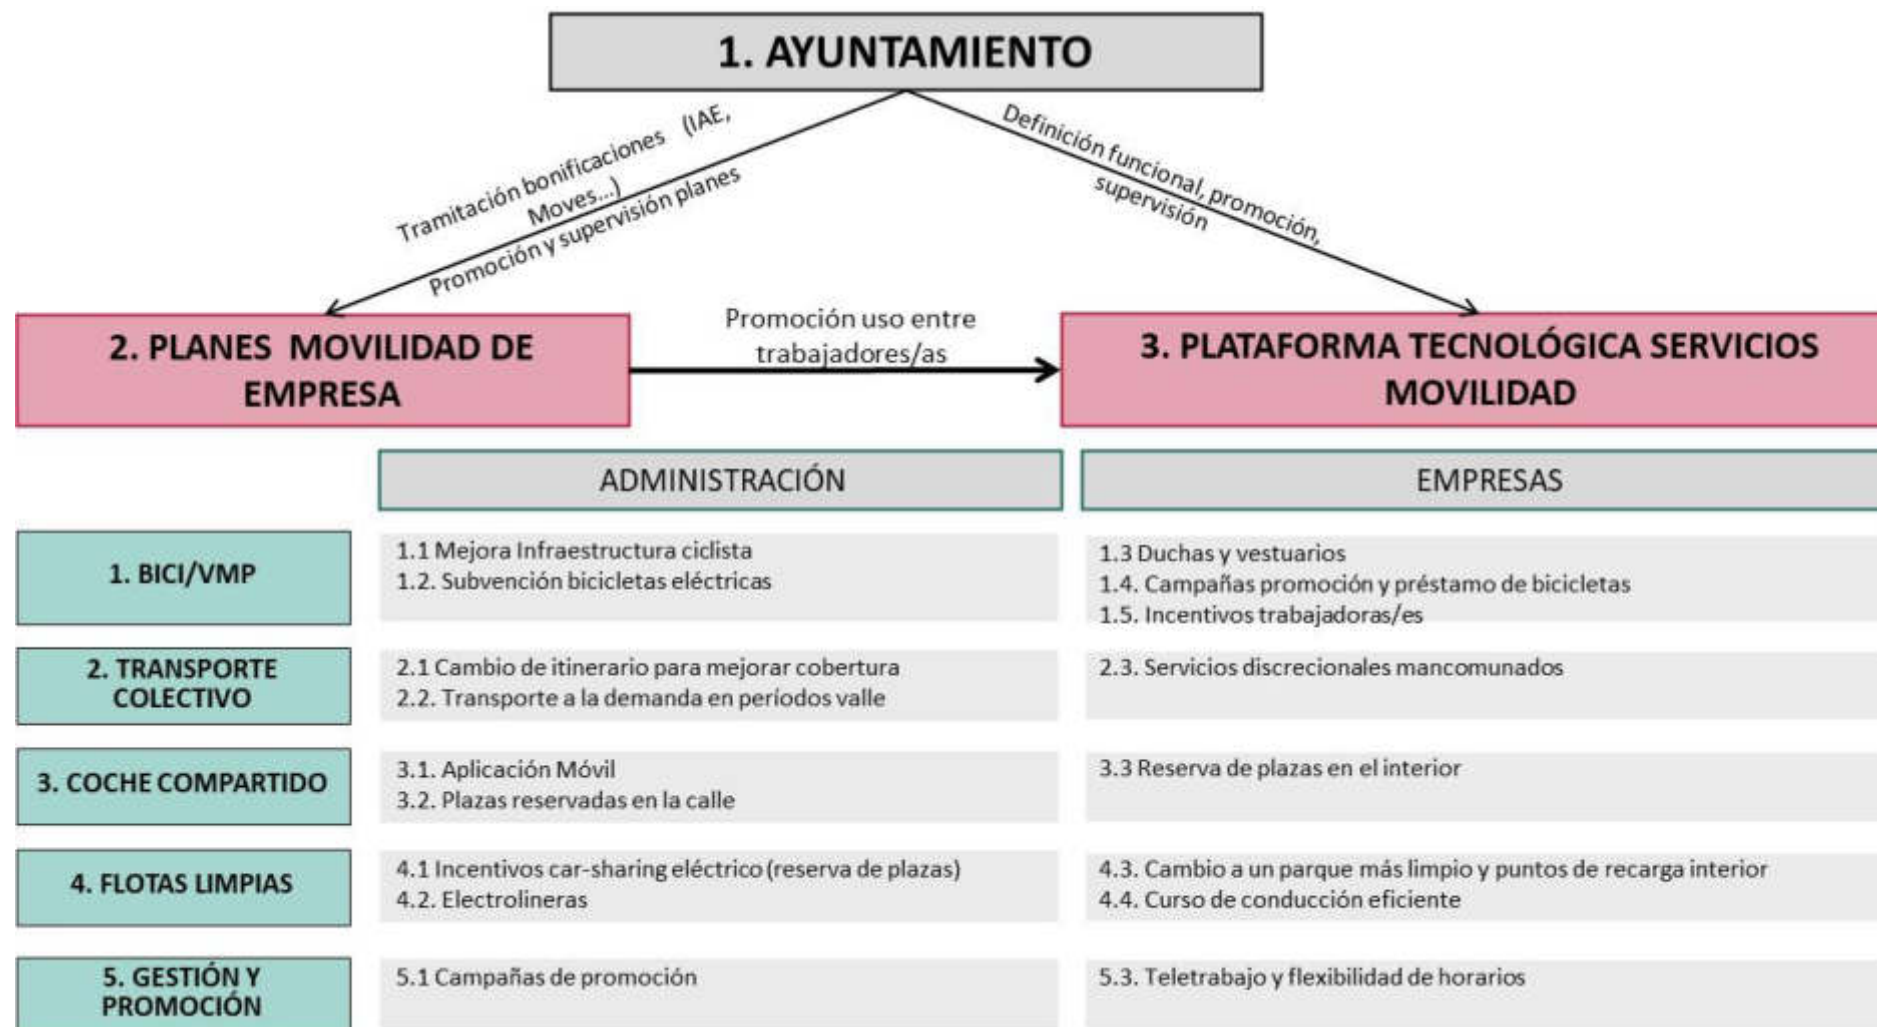 1. AYUNTAMIENTO
Tramitación bonificaciones (IAE,
Moves...)
Promoción y supervisión planes
Definición funcional, promoción,
supervisión
2. PLANES MOVILIDAD DE
EMPRESA
Promoción uso entre
trabajadores/as
3. PLATAFORMA TECNOLÓGICA SERVICIOS
MOVILIDAD
ADMINISTRACIÓN
EMPRESAS
1. BICI/VMP
1.1 Mejora Infraestructura ciclista
1.2. Subvención bicicletas eléctricas
1.3 Duchas y vestuarios
1.4. Campañas promoción y préstamo de bicicletas
1.5. Incentivos trabajadoras/es
2. TRANSPORTE
COLECTIVO
2.1 Cambio de itinerario para mejorar cobertura
2.2. Transporte a la demanda en períodos valle
2.3. Servicios discrecionales mancomunados
3. COCHE COMPARTIDO
3.1. Aplicación Móvil
3.2. Plazas reservadas en la calle
3.3 Reserva de plazas en el interior
4. FLOTAS LIMPIAS
4.1 Incentivos car-sharing eléctrico (reserva de plazas)
4.2. Electrolineras
4.3. Cambio a un parque más limpio y puntos de recarga interior
4.4. Curso de conducción eficiente
5. GESTIÓN Y
PROMOCIÓN
5.1 Campañas de promoción
5.3. Teletrabajo y flexibilidad de horarios